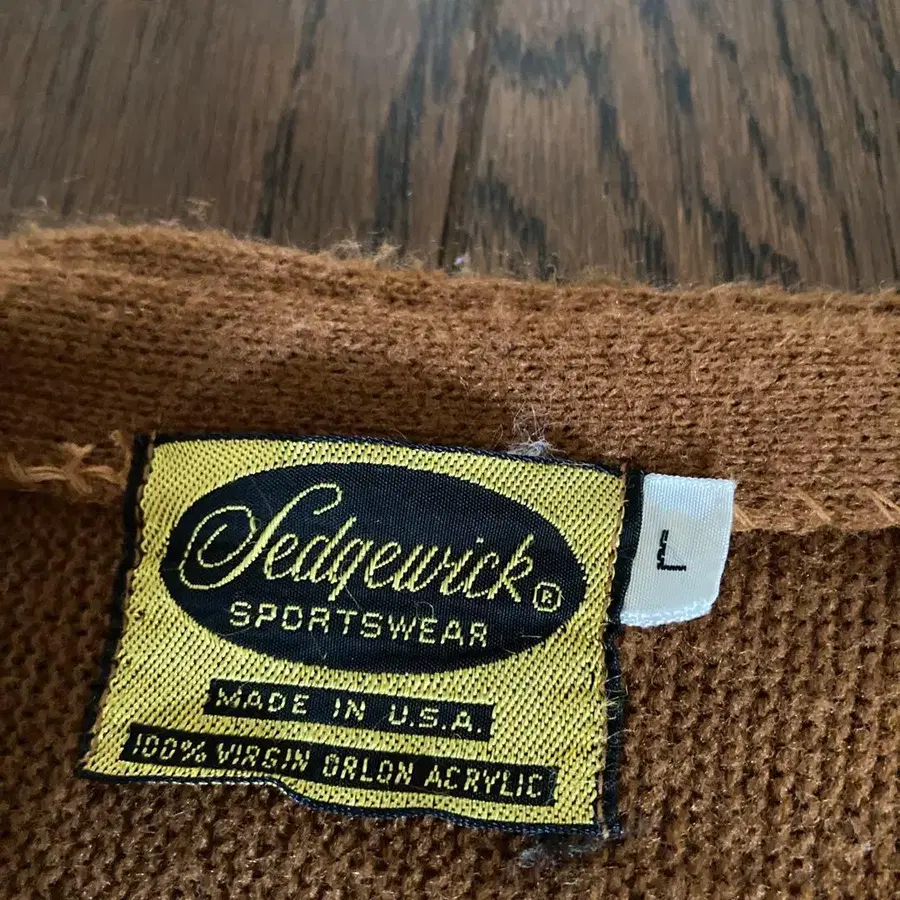 Sedgewick®
SPORTSWEAR
MADE IN U.S.A.
100% VIRGIN ORLON ACRYLIC
L